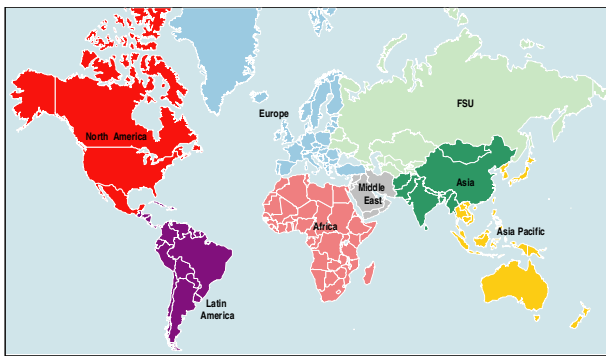 Europe
FSU
North America
Asia
Middle
East
Africa
Asia Pacific
Latin
America